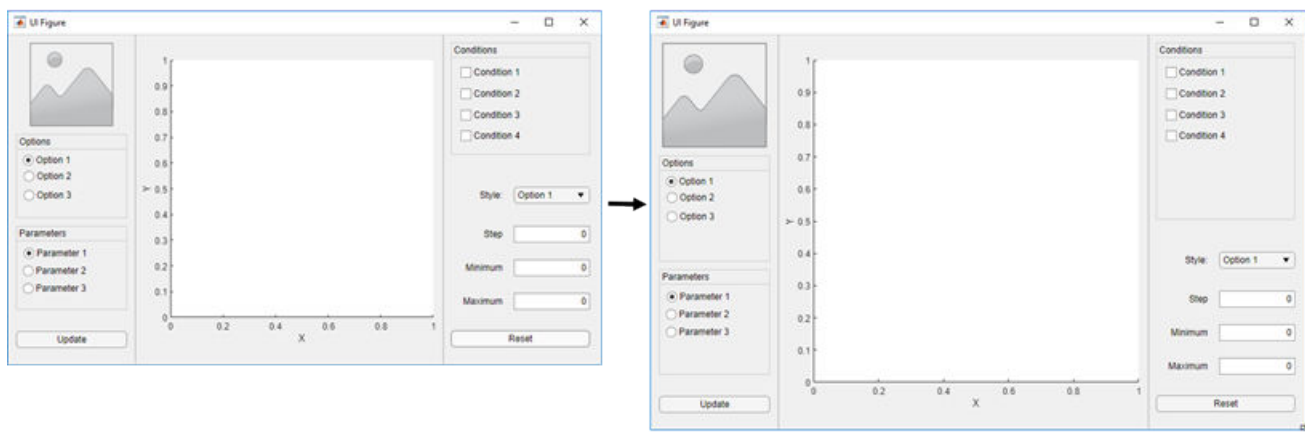 UI Figure
Options
Option 1
Option 2
Option 3
Parameters
Parameter 1
Parameter 2
Parameter 3
Update
1
0.9
0.8
0.7
0.6
0.5
0.4
0.3
0.2
0.1
0
Y
0 0.2 0.4 0.6 0.8 1
X
Conditions
Condition 1
Condition 2
Condition 3
Condition 4
Style: Option 1
Step 0
Minimum 0
Maximum 0
Reset
UI Figure
Options
Option 1
Option 2
Option 3
Parameters
Parameter 1
Parameter 2
Parameter 3
Update
1
0.9
0.8
0.7
0.6
0.5
0.4
0.3
0.2
0.1
0
Y
0 0.2 0.4 0.6 0.8 1
X
Conditions
Condition 1
Condition 2
Condition 3
Condition 4
Style: Option 1
Step 0
Minimum 0
Maximum 0
Reset